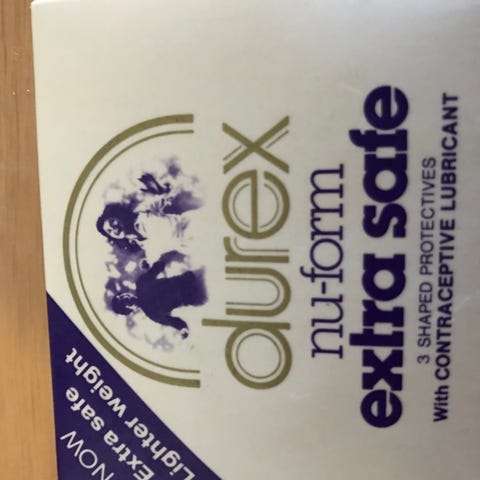 durex
nu-form
extra safe
3 SHAPED PROTECTIVES
With CONTRACEPTIVE LUBRICANT
NOW
Extra safe
Lighter weight